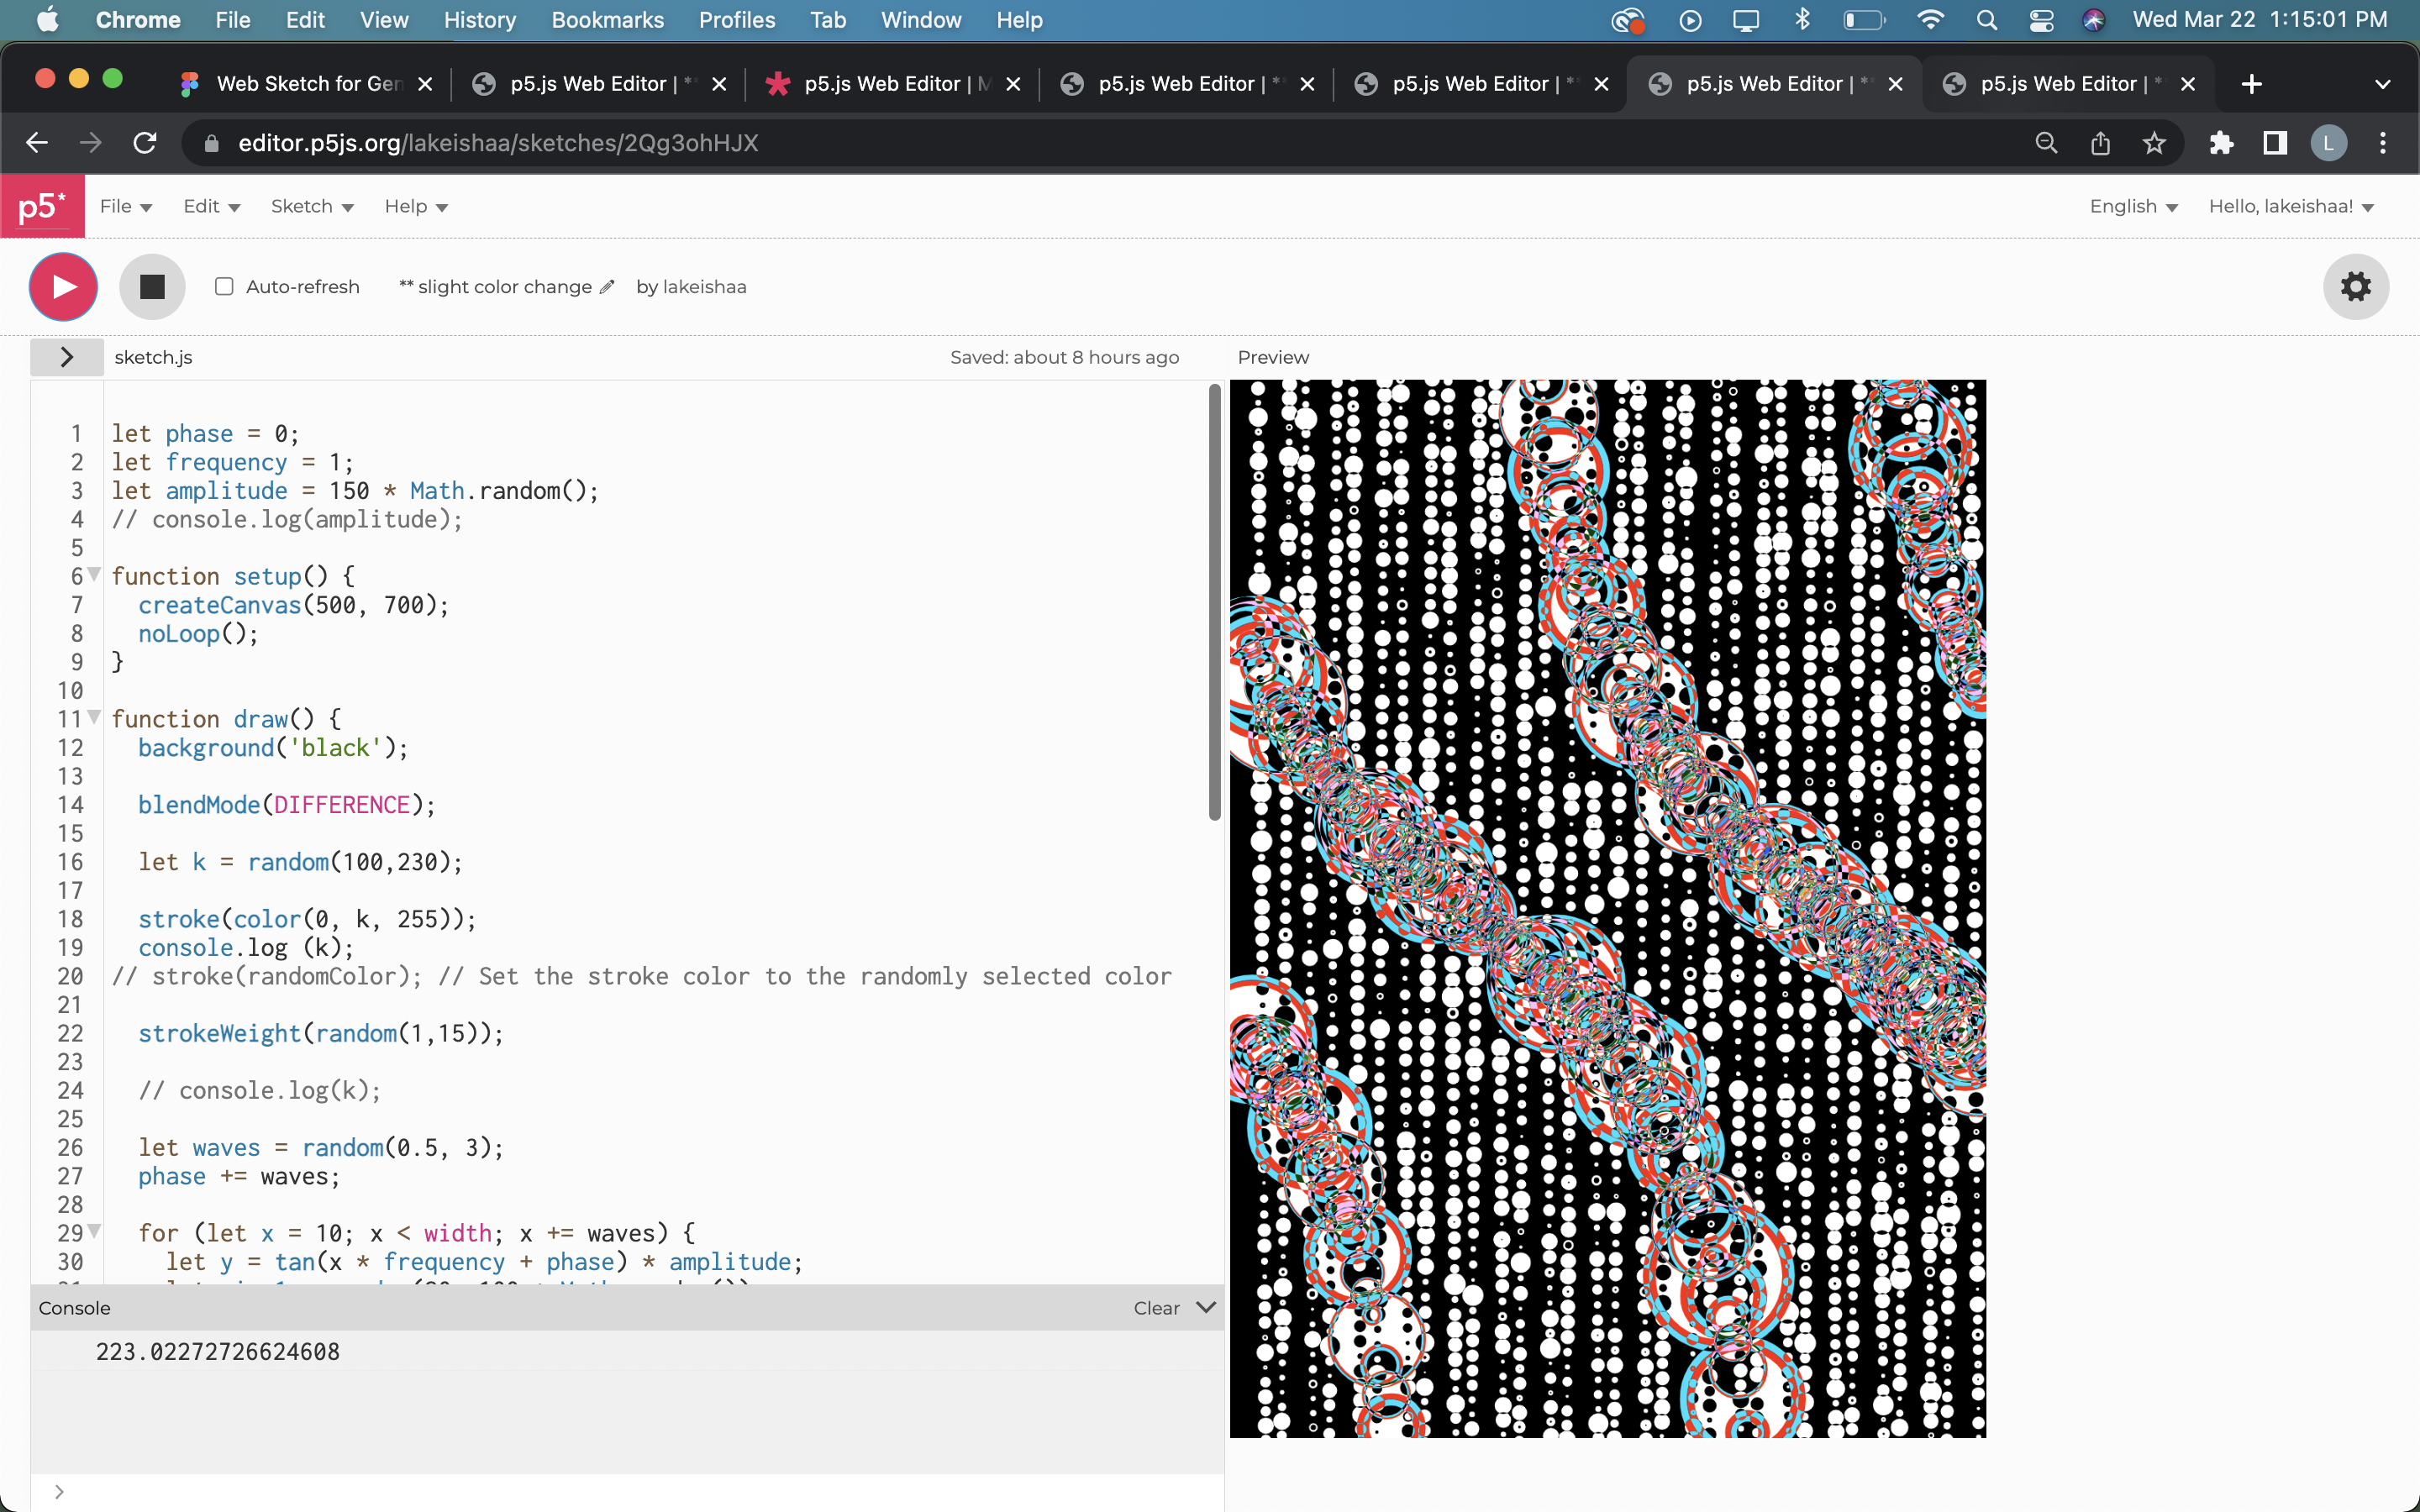 Chrome File Edit View History Bookmarks Profiles Tab Window Help Wed Mar 22 1:15:01 PM
Web Sketch for Gen p5.js Web Editor | * p5.js Web Editor | M p5.js Web Editor | * p5.js Web Editor | * p5.js Web Editor | * p5.js Web Editor | *
editor.p5js.org/lakeishaa/sketches/2Qg3ohHJX L
p5* File Edit Sketch Help English Hello, lakeishaa!
Auto-refresh ** slight color change by lakeishaa
sketch.js Saved: about 8 hours ago Preview
1 let phase = 0;
2 let frequency = 1;
3 let amplitude = 150 * Math.random();
4 // console.log(amplitude);
5
6 function setup() {
7 createCanvas(500, 700);
8 noLoop();
9 }
10
11 function draw() {
12 background('black');
13
14 blendMode(DIFFERENCE);
15
16 let k = random(100,230);
17
18 stroke(color(0, k, 255));
19 console.log (k);
20 // stroke(randomColor); // Set the stroke color to the randomly selected color
21
22 strokeWeight(random(1,15));
23
24 // console.log(k);
25
26 let waves = random(0.5, 3);
27 phase += waves;
28
29 for (let x = 10; x < width; x += waves) {
30 let y = tan(x * frequency + phase) * amplitude;
Console Clear
223.02272726624608
>